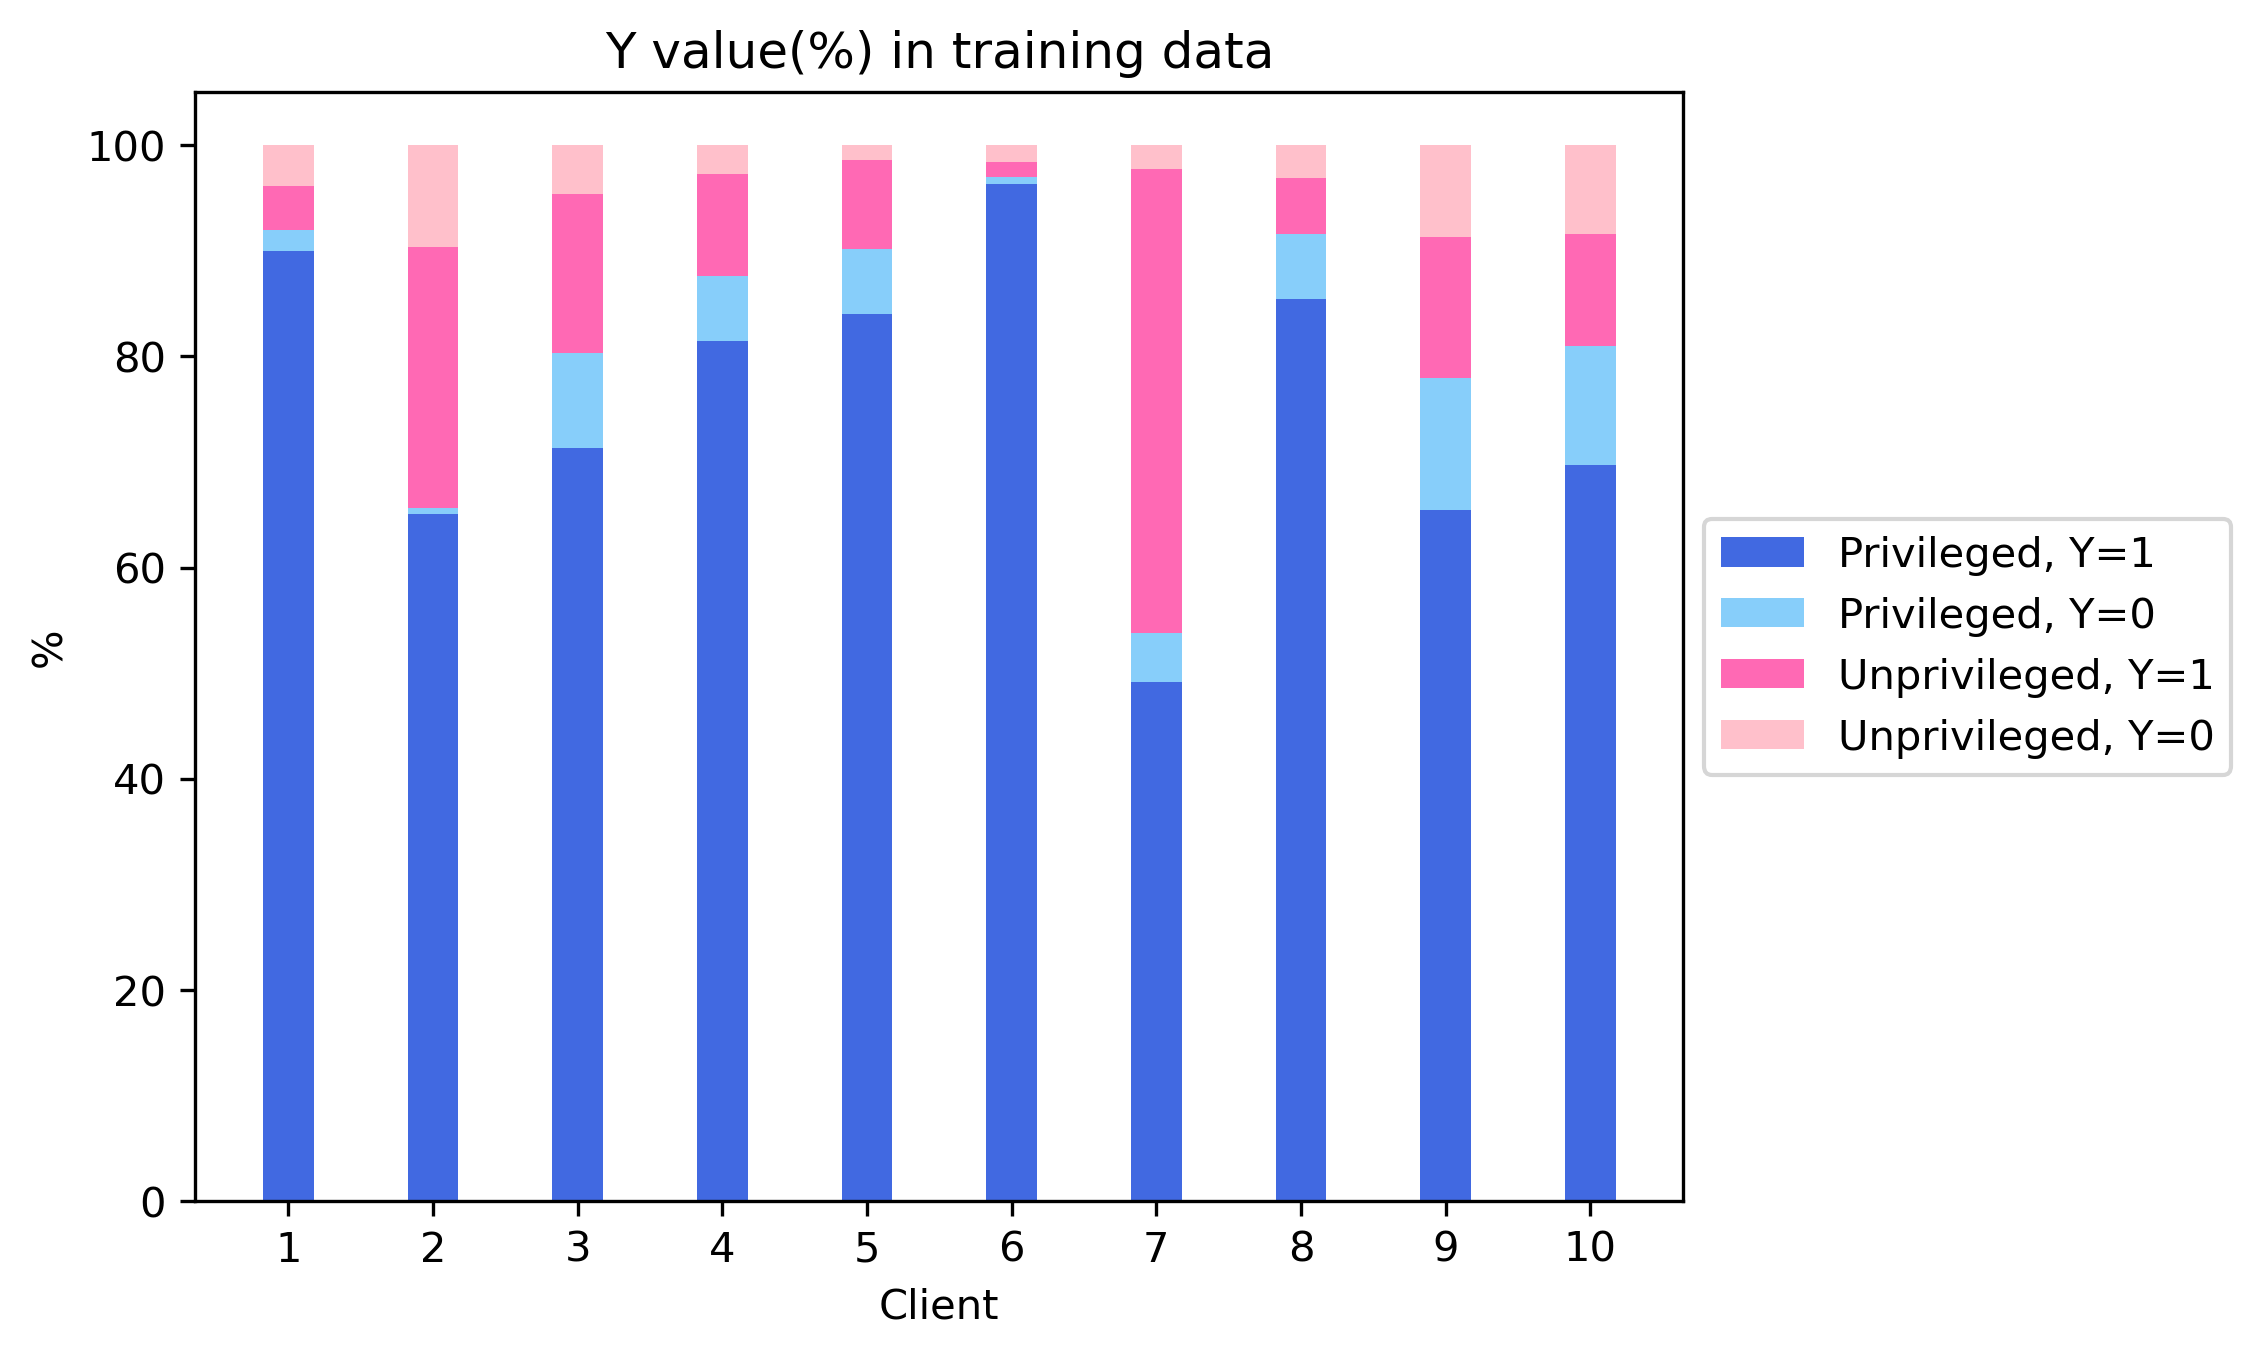 Y value(%) in training data
100
80
60
40
20
0
%
1 2 3 4 5 6 7 8 9 10
Client
Privileged, Y=1
Privileged, Y=0
Unprivileged, Y=1
Unprivileged, Y=0